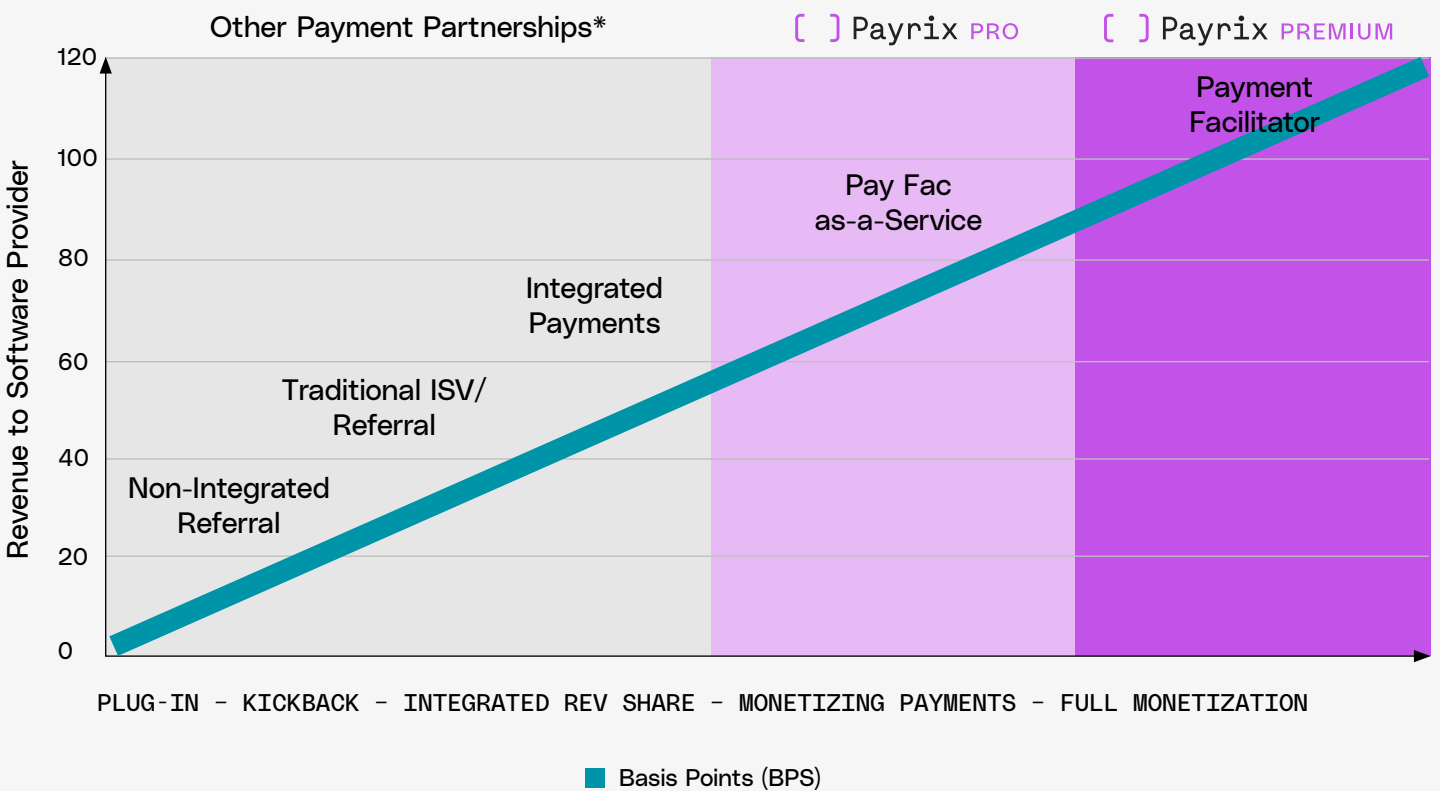 Other Payment Partnerships*
[ ] Payrix PRO
[ ] Payrix PREMIUM
Revenue to Software Provider
120
100
80
60
40
20
0
Payment
Facilitator
Pay Fac
as-a-Service
Integrated
Payments
Traditional ISV/
Referral
Non-Integrated
Referral
PLUG-IN – KICKBACK – INTEGRATED REV SHARE – MONETIZING PAYMENTS – FULL MONETIZATION
Basis Points (BPS)